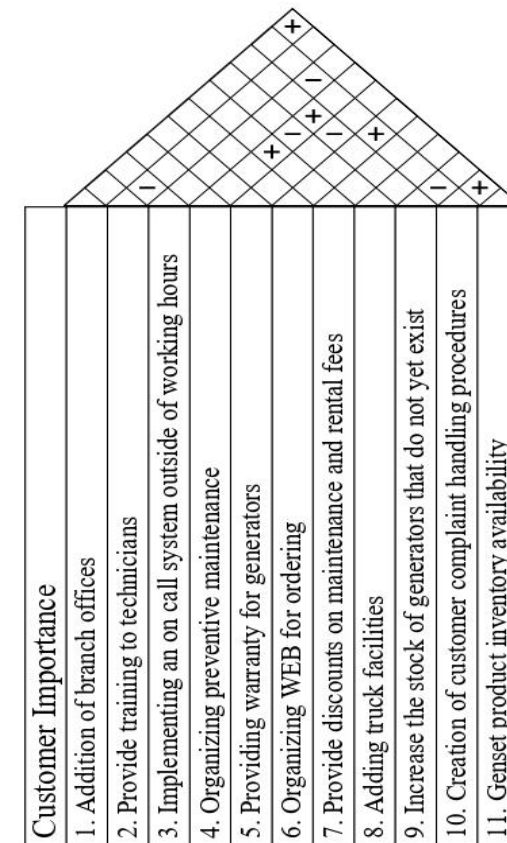 Customer Importance
1. Addition of branch offices
2. Provide training to technicians
3. Implementing an on call system outside of working hours
4. Organizing preventive maintenance
5. Providing warranty for generators
6. Organizing WEB for ordering
7. Provide discounts on maintenance and rental fees
8. Adding truck facilities
9. Increase the stock of generators that do not yet exist
10. Creation of customer complaint handling procedures
11. Genset product inventory availability
+
−
+
−
−
+
+
−
−
+